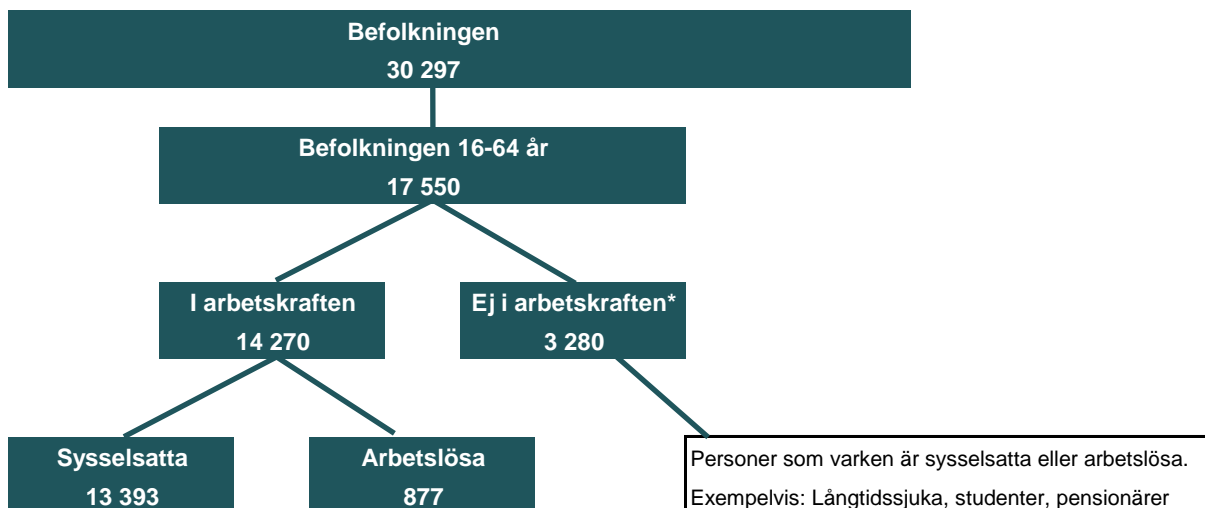 Befolkningen
30 297
Befolkningen 16-64 år
17 550
I arbetskraften
14 270
Ej i arbetskraften*
3 280
Sysselsatta
13 393
Arbetslösa
877
Personer som varken är sysselsatta eller arbetslösa.
Exempelvis: Långtidssjuka, studenter, pensionärer